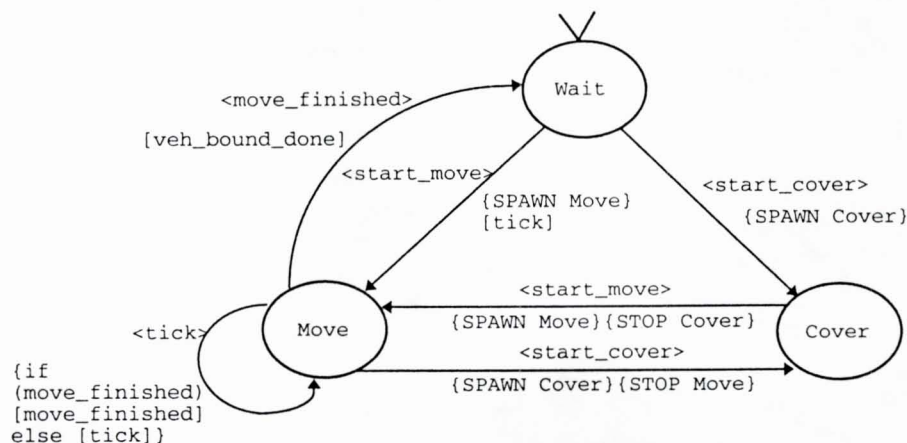 Wait
<move_finished>
[veh_bound_done]
<start_move>
{SPAWN Move}
[tick]
<start_cover>
{SPAWN Cover}
<start_move>
{SPAWN Move}{STOP Cover}
<start_cover>
{SPAWN Cover}{STOP Move}
Move
Cover
<tick>
{if
(move_finished)
[move_finished]
else [tick]}